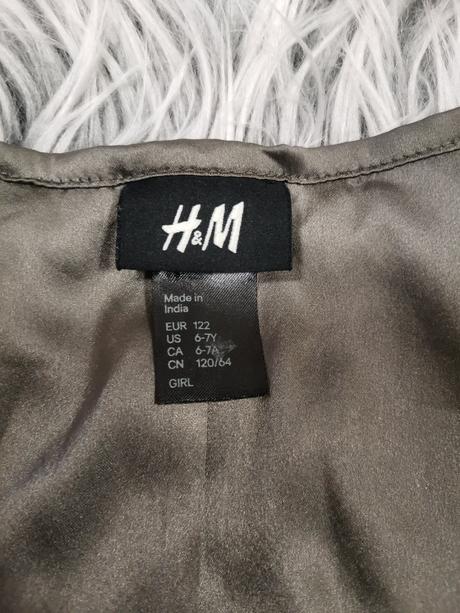 H&M
Made in
India
EUR 122
US 6-7Y
CA 6-7A
CN 120/64
GIRL